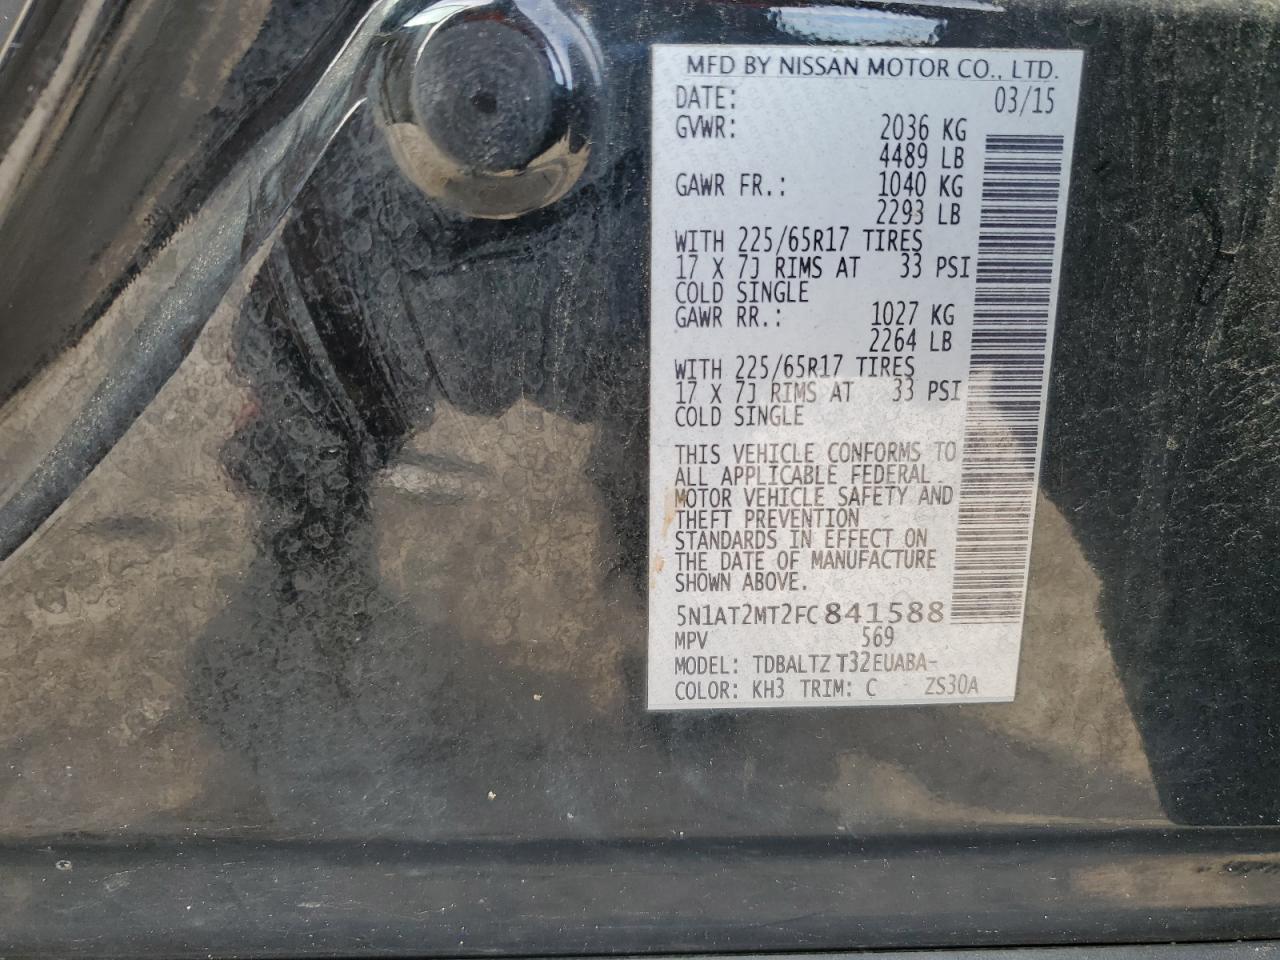 MFD BY NISSAN MOTOR CO., LTD.
DATE: 03/15
GVWR: 2036 KG
4489 LB
GAWR FR.: 1040 KG
2293 LB
WITH 225/65R17 TIRES
17 X 7J RIMS AT 33 PSI
COLD SINGLE
GAWR RR.: 1027 KG
2264 LB
WITH 225/65R17 TIRES
17 X 7J RIMS AT 33 PSI
COLD SINGLE
THIS VEHICLE CONFORMS TO
ALL APPLICABLE FEDERAL
MOTOR VEHICLE SAFETY AND
THEFT PREVENTION
STANDARDS IN EFFECT ON
THE DATE OF MANUFACTURE
SHOWN ABOVE.
5N1AT2MT2FC841588
MPV 569
MODEL: TDBALTZ T32EUABA-
COLOR: KH3 TRIM: C ZS30A